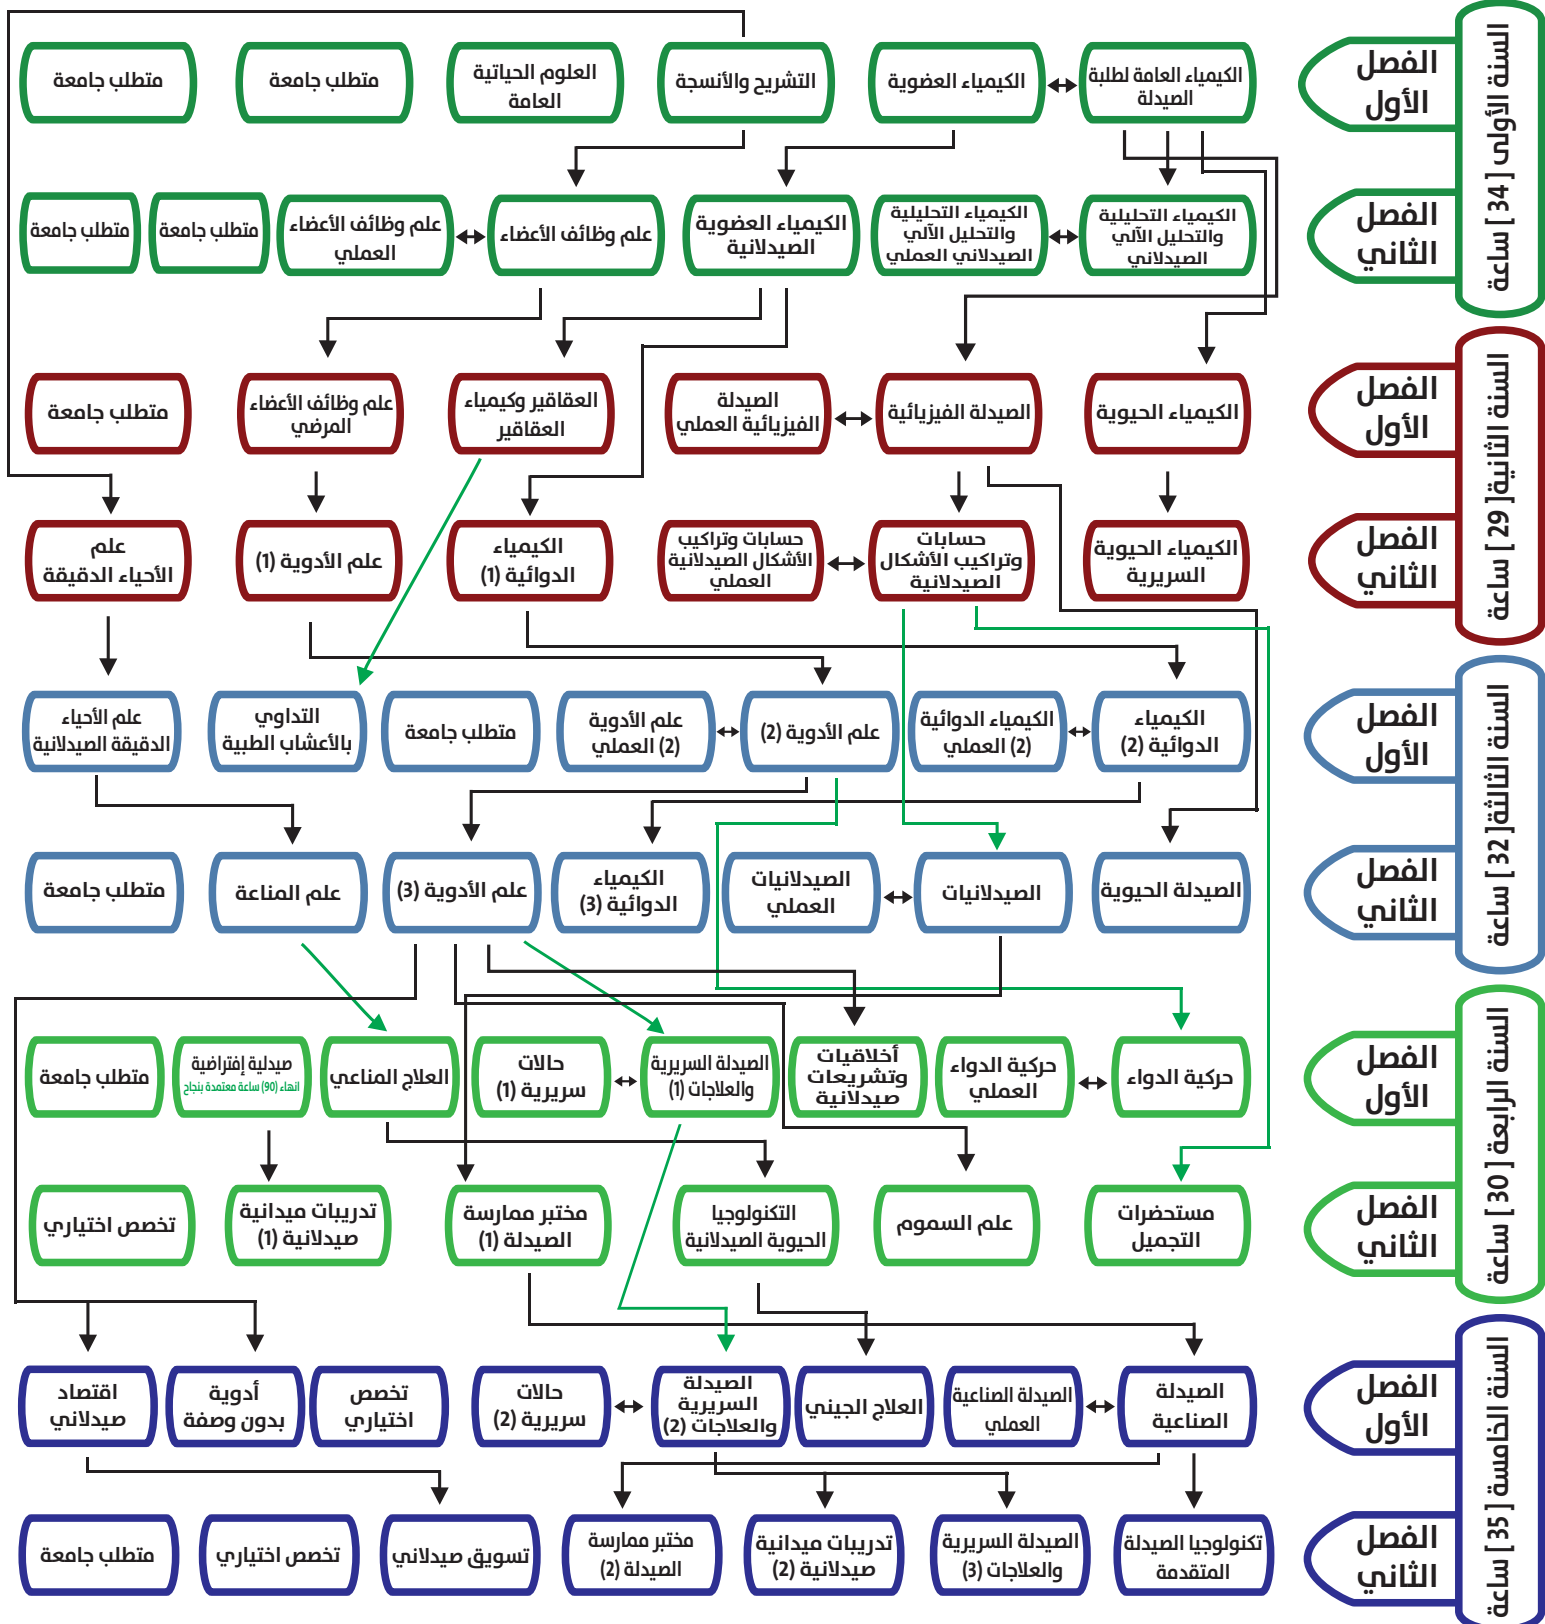 السنة الأولى [ 34 ] ساعة
الفصل
الأول
الكيمياء العامة لطلبة
الصيدلة
الكيمياء العضوية
التشريح والأنسجة
العلوم الحياتية
العامة
متطلب جامعة
متطلب جامعة
الفصل
الثاني
الكيمياء التحليلية
والتحليل الآلي
الصيدلاني
الكيمياء التحليلية
والتحليل الآلي
الصيدلاني العملي
الكيمياء العضوية
الصيدلانية
علم وظائف الأعضاء
علم وظائف الأعضاء
العملي
متطلب جامعة
متطلب جامعة
السنة الثانية[ 29 ] ساعة
الفصل
الأول
الكيمياء الحيوية
الصيدلة الفيزيائية
الصيدلة
الفيزيائية العملي
العقاقير وكيمياء
العقاقير
علم وظائف الأعضاء
المرضي
متطلب جامعة
الفصل
الثاني
الكيمياء الحيوية
السريرية
حسابات
وتراكيب الأشكال
الصيدلانية
حسابات وتراكيب
الأشكال الصيدلانية
العملي
الكيمياء
الدوائية (1)
علم الأدوية (1)
علم
الأحياء الدقيقة
السنة الثالثة[ 32 ] ساعة
الفصل
الأول
الكيمياء
الدوائية (2)
الكيمياء الدوائية
(2) العملي
علم الأدوية (2)
علم الأدوية
(2) العملي
متطلب جامعة
التداوي
بالأعشاب الطبية
علم الأحياء
الدقيقة الصيدلانية
الفصل
الثاني
الصيدلة الحيوية
الصيدلانيات
الصيدلانيات
العملي
الكيمياء
الدوائية (3)
علم الأدوية (3)
علم المناعة
متطلب جامعة
السنة الرابعة [ 30 ] ساعة
الفصل
الأول
حركية الدواء
حركية الدواء
العملي
أخلاقيات
وتشريعات
صيدلانية
الصيدلة السريرية
والعلاجات (1)
حالات
سريرية (1)
العلاج المناعي
صيدلية إفتراضية
انهاء (90) ساعة معتمدة بنجاح
متطلب جامعة
الفصل
الثاني
مستحضرات
التجميل
علم السموم
التكنولوجيا
الحيوية الصيدلانية
مختبر ممارسة
الصيدلة (1)
تدريبات ميدانية
صيدلانية (1)
تخصص اختياري
السنة الخامسة [ 35 ] ساعة
الفصل
الأول
الصيدلة
الصناعية
الصيدلة الصناعية
العملي
العلاج الجيني
الصيدلة
السريرية
والعلاجات (2)
حالات
سريرية (2)
تخصص
اختياري
أدوية
بدون وصفة
اقتصاد
صيدلاني
الفصل
الثاني
تكنولوجيا الصيدلة
المتقدمة
الصيدلة السريرية
والعلاجات (3)
تدريبات ميدانية
صيدلانية (2)
مختبر ممارسة
الصيدلة (2)
تسويق صيدلاني
تخصص اختياري
متطلب جامعة